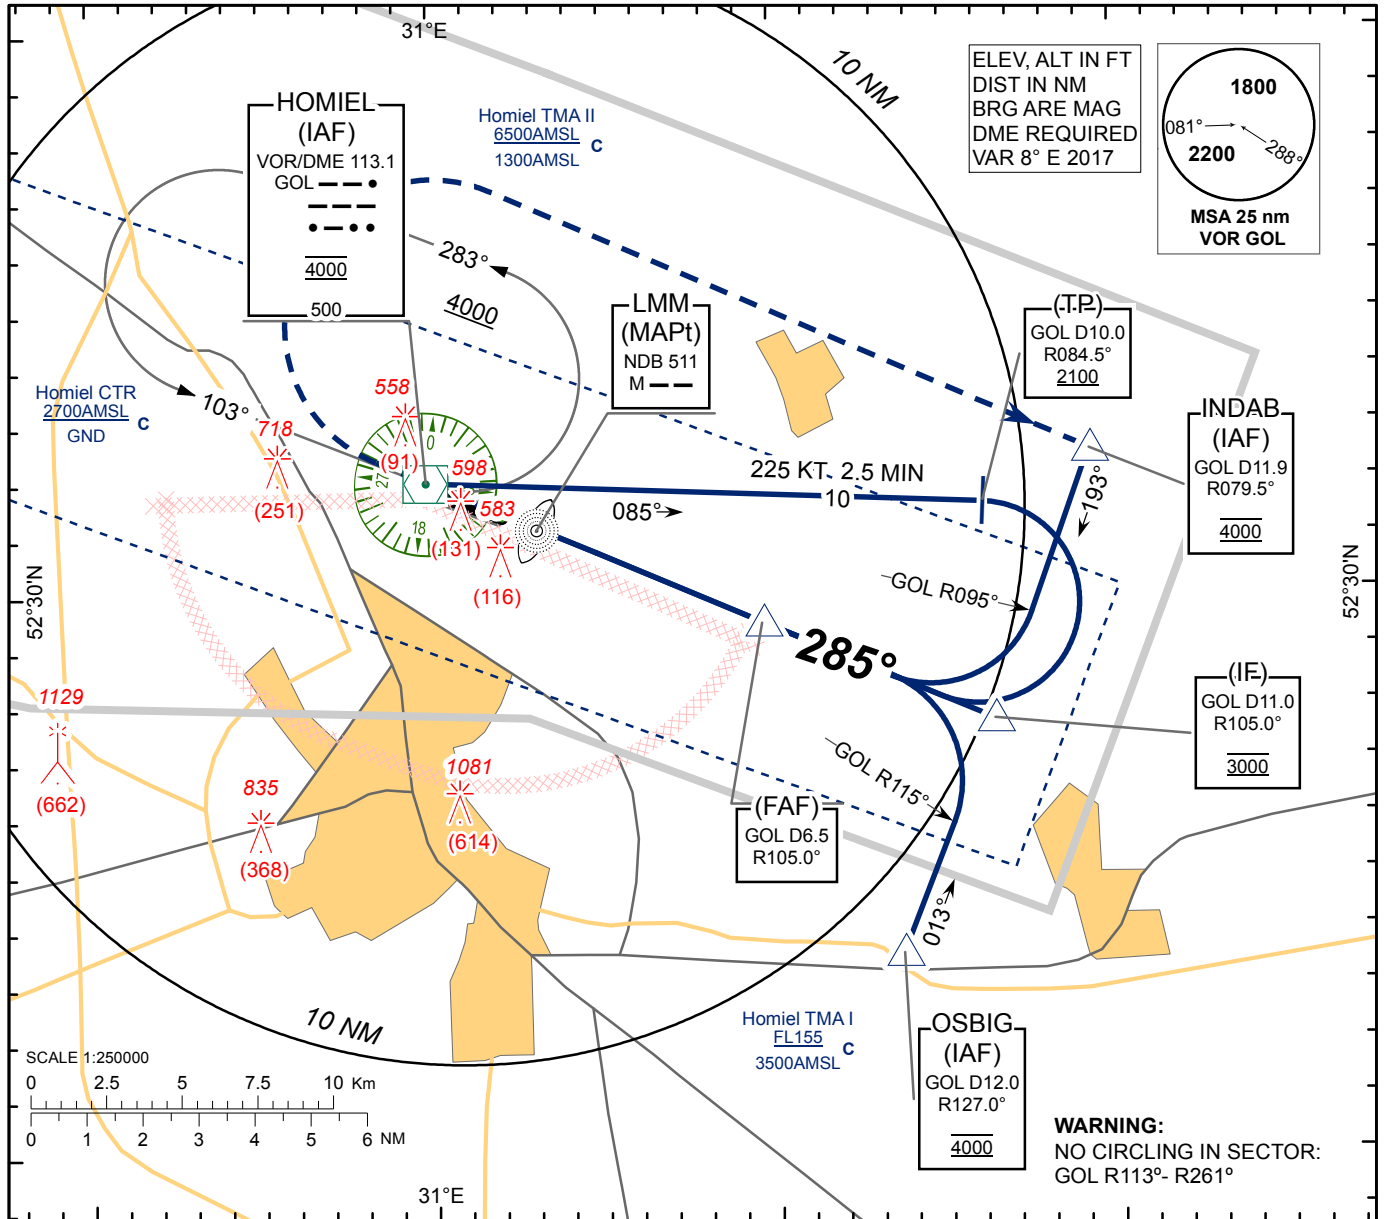 31°E
10 NM
ELEV, ALT IN FT
DIST IN NM
BRG ARE MAG
DME REQUIRED
VAR 8° E 2017
1800
081°
288°
2200
MSA 25 nm
VOR GOL
HOMIEL
(IAF)
VOR/DME 113.1
GOL
4000
500
Homiel TMA II
6500AMSL
C
1300AMSL
283°
4000
LMM
(MAPt)
NDB 511
M
(TP)
GOL D10.0
R084.5°
2100
INDAB
(IAF)
GOL D11.9
R079.5°
4000
Homiel CTR
2700AMSL
C
GND
103°
558
(91)
718
(251)
598
(131)
583
(116)
0
27
18
225 KT 2.5 MIN
10
085°
193°
GOL R095°
52°30'N
52°30'N
285°
(IF)
GOL D11.0
R105.0°
3000
1129
(662)
835
(368)
1081
(614)
GOL R115°
(FAF)
GOL D6.5
R105.0°
013°
10 NM
Homiel TMA I
FL155
C
3500AMSL
OSBIG
(IAF)
GOL D12.0
R127.0°
4000
SCALE 1:250000
0 2.5 5 7.5 10 Km
0 1 2 3 4 5 6 NM
WARNING:
NO CIRCLING IN SECTOR:
GOL R113º- R261º
31°E